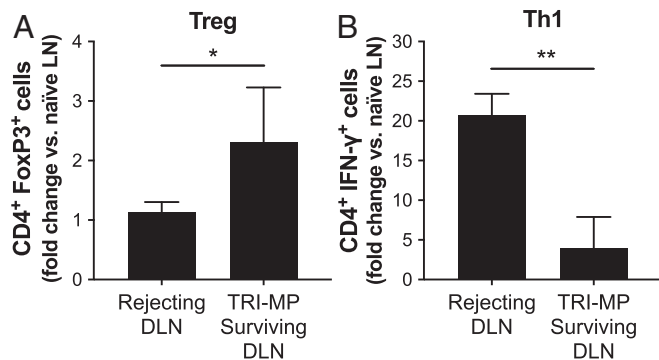 A
Treg
CD4⁺ FoxP3⁺ cells
(fold change vs. naïve LN)
4
3
2
1
0
*
Rejecting
DLN
TRI-MP
Surviving
DLN
B
Th1
CD4⁺ IFN-γ⁺ cells
(fold change vs. naïve LN)
30
25
20
15
10
5
0
**
Rejecting
DLN
TRI-MP
Surviving
DLN